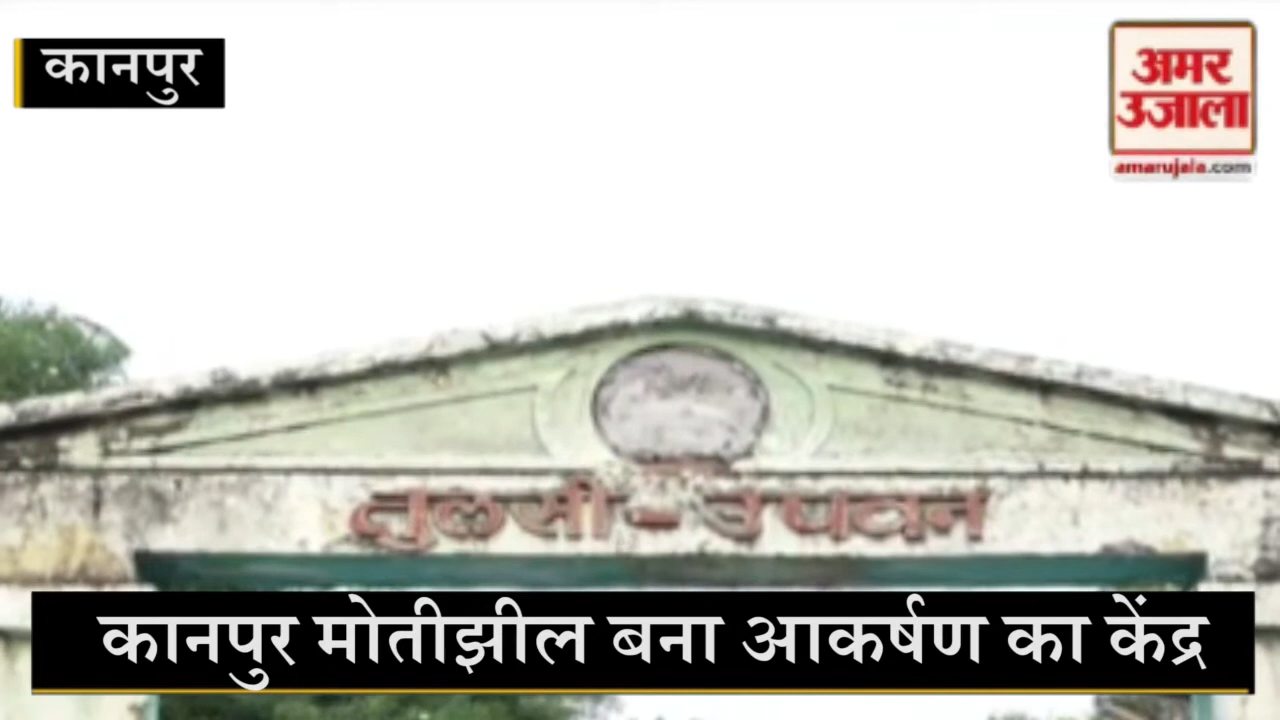 कानपुर
अमर
उजाला
amarujala.com
तुलसी-उपवन
कानपुर मोतीझील बना आकर्षण का केंद्र